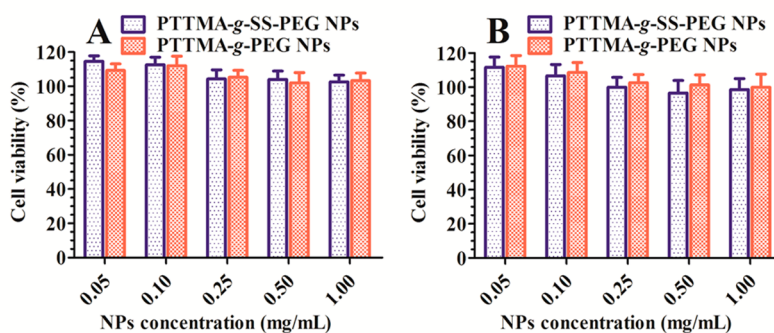 A
PTTMA-g-SS-PEG NPs
PTTMA-g-PEG NPs
Cell viability (%)
120
100
80
60
40
20
0
0.05
0.10
0.25
0.50
1.00
NPs concentration (mg/mL)
B
PTTMA-g-SS-PEG NPs
PTTMA-g-PEG NPs
Cell viability (%)
120
100
80
60
40
20
0
0.05
0.10
0.25
0.50
1.00
NPs concentration (mg/mL)